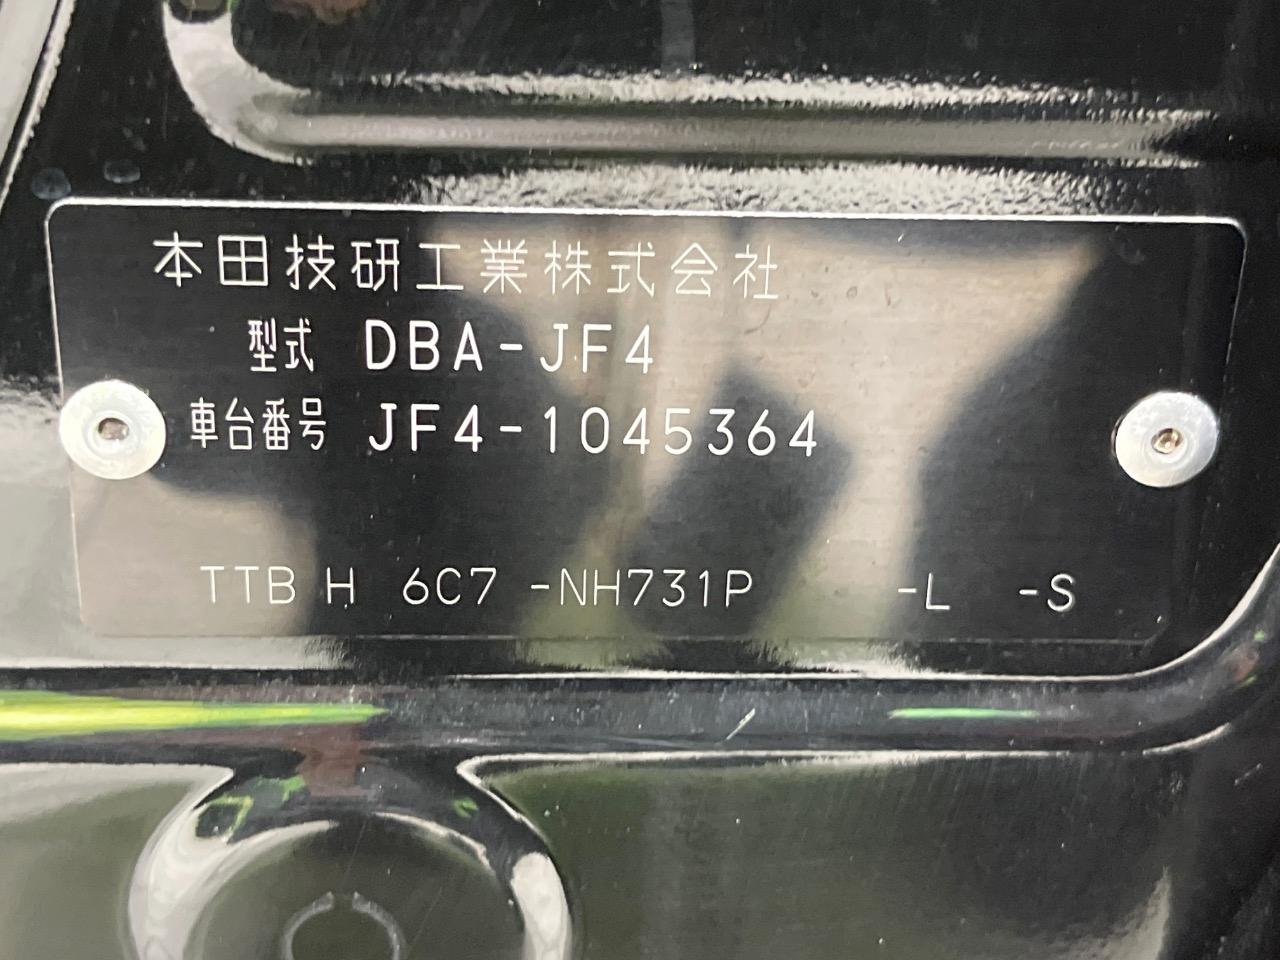 本田技研工業株式会社
型式 DBA-JF4
車台番号 JF4-1045364
TTB H 6C7 -NH731P -L -S